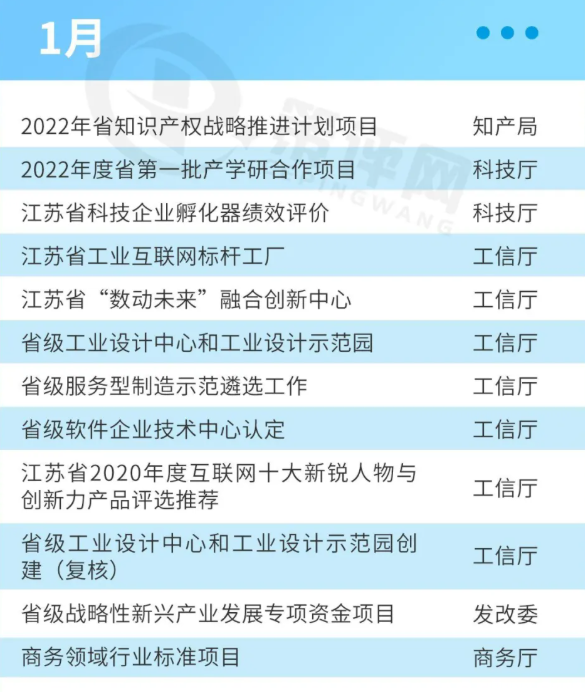 1月
2022年省知识产权战略推进计划项目 知产局
2022年度省第一批产学研合作项目 科技厅
江苏省科技企业孵化器绩效评价 科技厅
江苏省工业互联网标杆工厂 工信厅
江苏省“数动未来”融合创新中心 工信厅
省级工业设计中心和工业设计示范园 工信厅
省级服务型制造示范遴选工作 工信厅
省级软件企业技术中心认定 工信厅
江苏省2020年度互联网十大新锐人物与
创新力产品评选推荐 工信厅
省级工业设计中心和工业设计示范园创
建（复核） 工信厅
省级战略性新兴产业发展专项资金项目 发改委
商务领域行业标准项目 商务厅